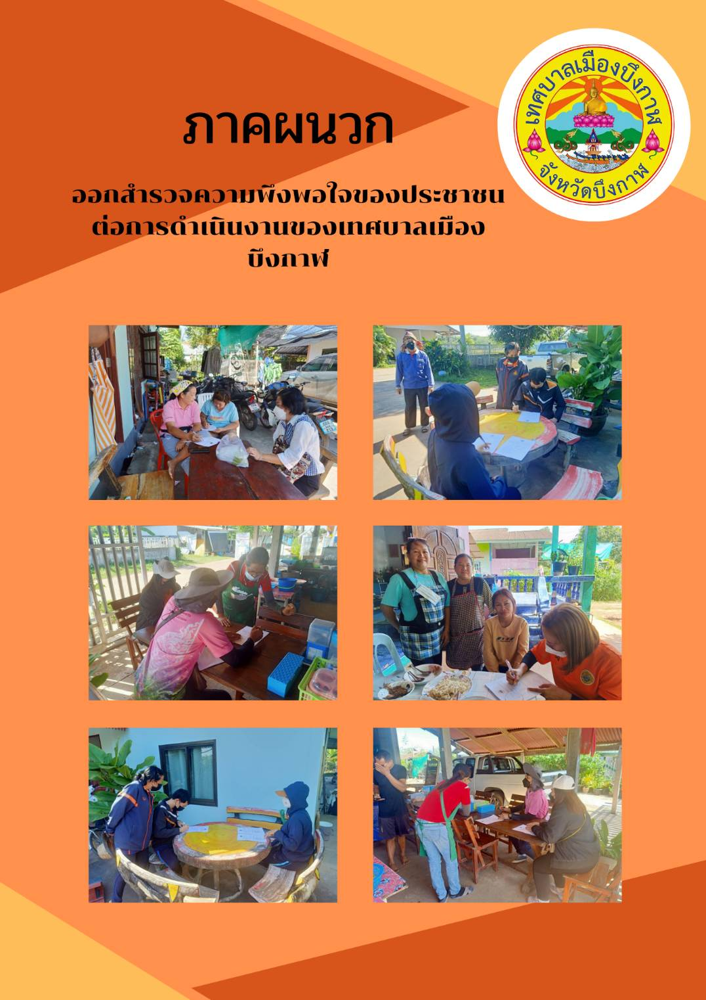 เทศบาลเมืองบึงกาฬ
จังหวัดบึงกาฬ
ภาคผนวก
ออกสำรวจความพึงพอใจของประชาชน
ต่อการดำเนินงานของเทศบาลเมือง
บึงกาฬ